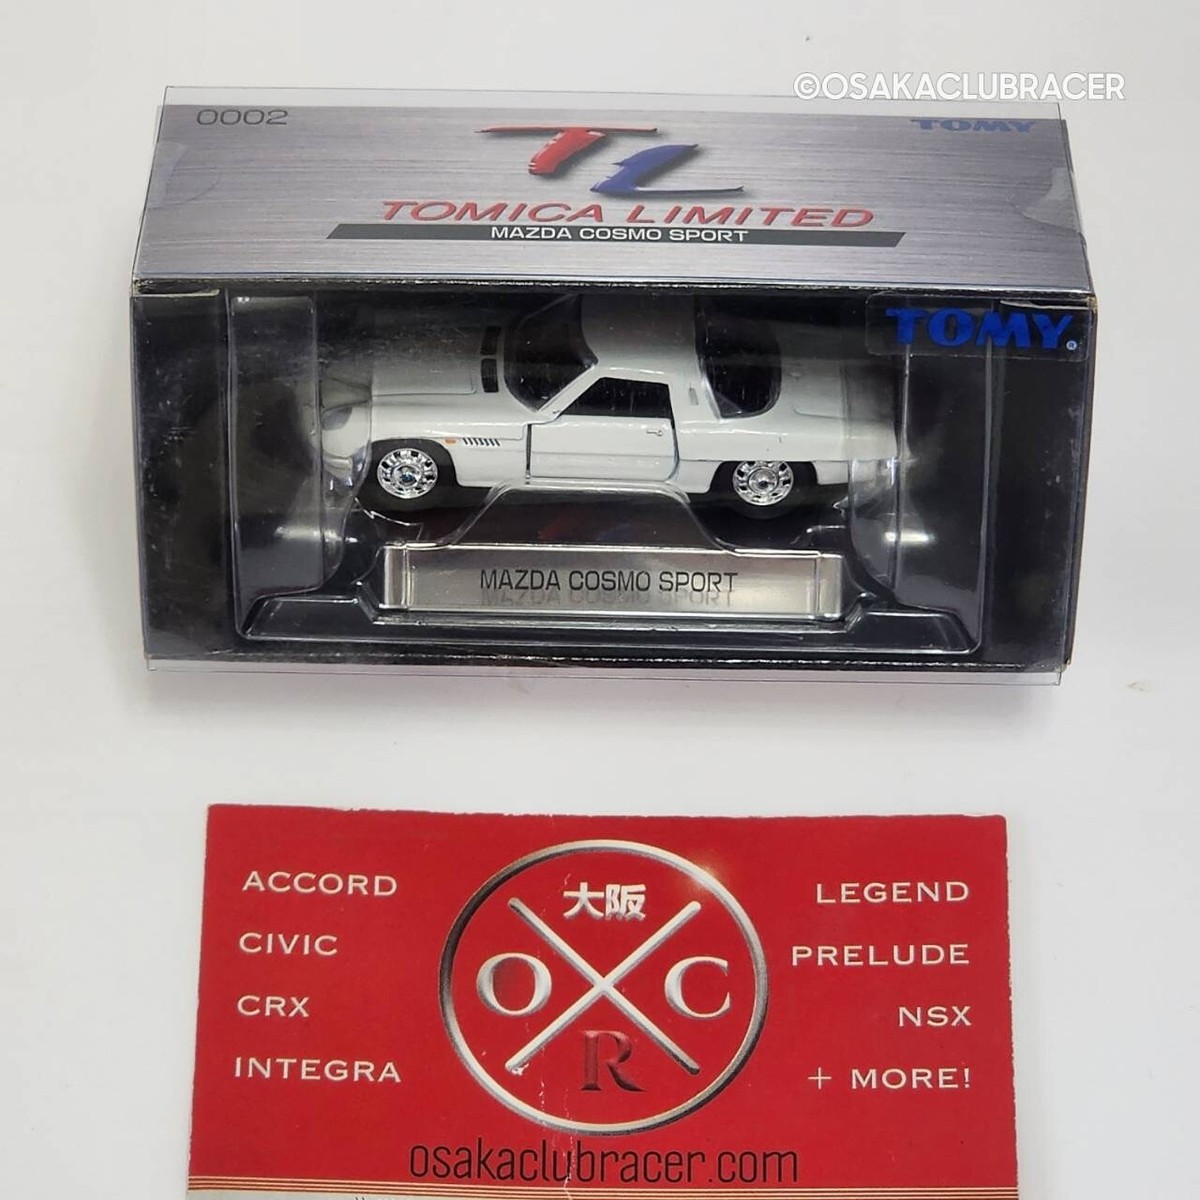 ©OSAKACLUBRACER
0002
TOMY
TL
TOMICA LIMITED
MAZDA COSMO SPORT
TOMY®
MAZDA COSMO SPORT
ACCORD
CIVIC
CRX
INTEGRA
大阪
O C
R
LEGEND
PRELUDE
NSX
+ MORE!
osakaclubracer.com